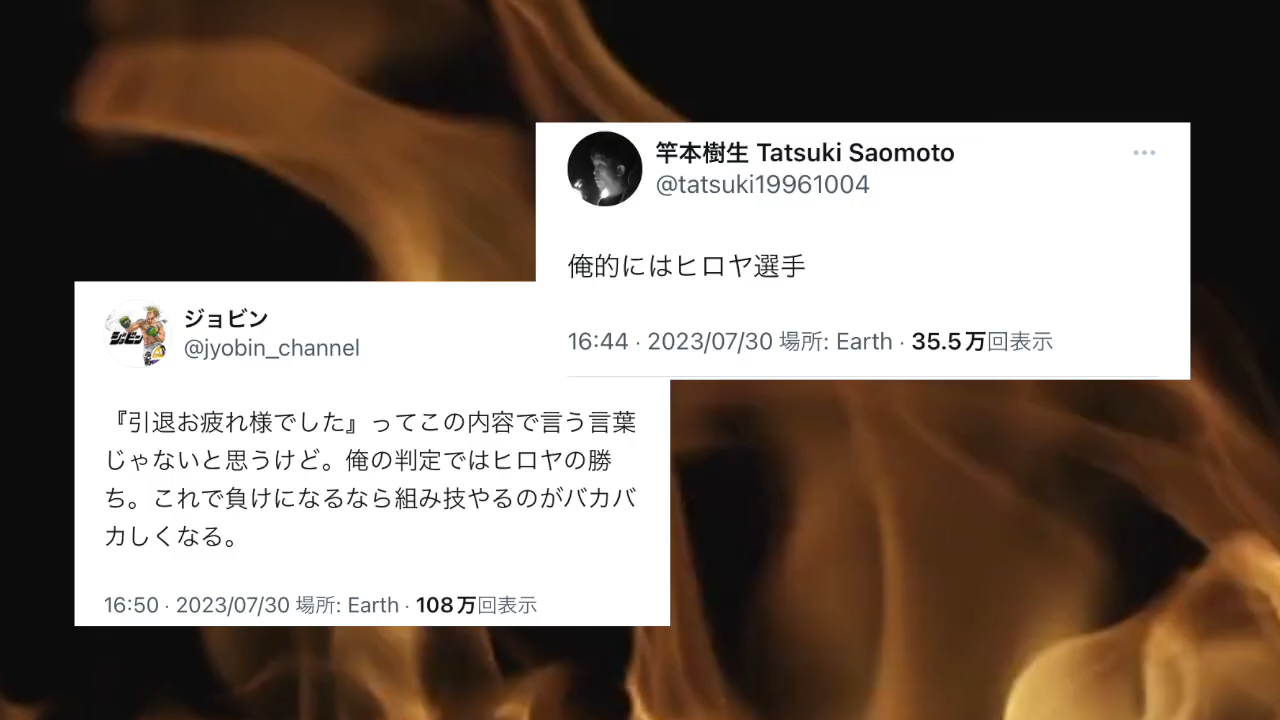 竿本樹生 Tatsuki Saomoto
@tatsuki19961004
俺的にはヒロヤ選手
16:44 · 2023/07/30 場所: Earth · 35.5万回表示
ジョビン
ジョビン
@jyobin_channel
『引退お疲れ様でした』ってこの内容で言う言葉
じゃないと思うけど。俺の判定ではヒロヤの勝
ち。これで負けになるなら組み技やるのがバカバ
カしくなる。
16:50 · 2023/07/30 場所: Earth · 108万回表示